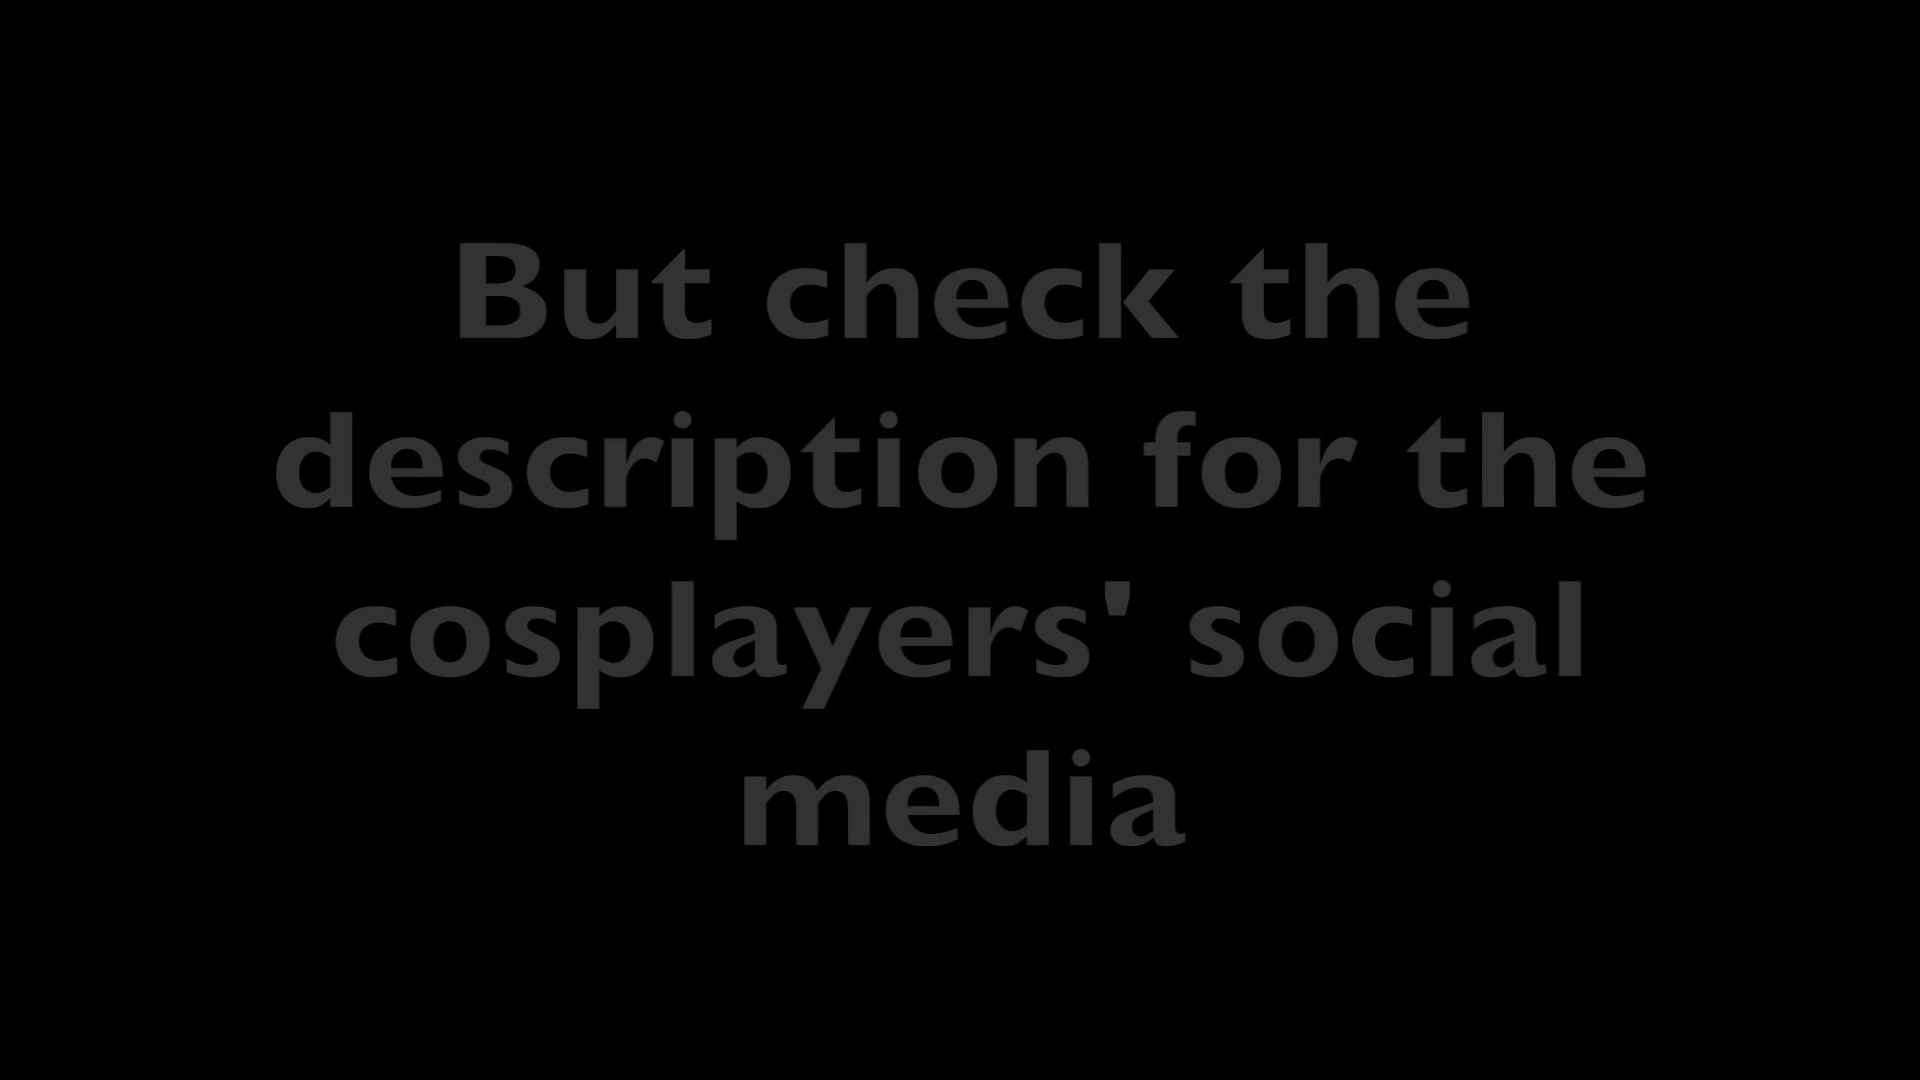 But check the
description for the
cosplayers' social
media